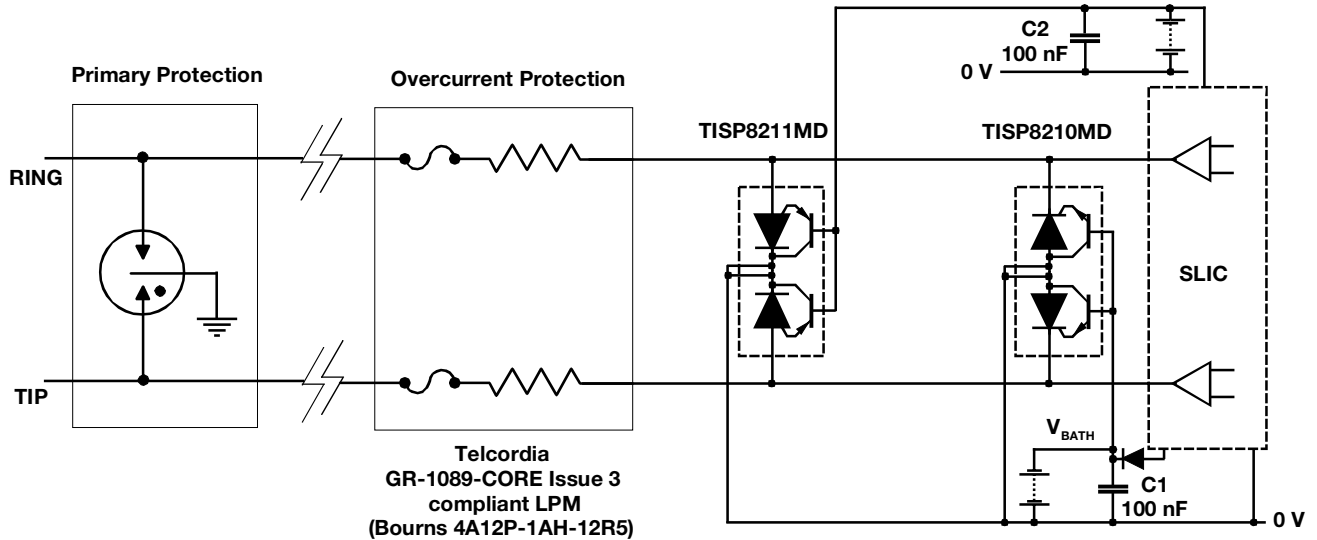 C2
100 nF
0 V
Primary Protection
Overcurrent Protection
TISP8211MD
TISP8210MD
RING
SLIC
TIP
VBATH
C1
100 nF
0 V
Telcordia
GR-1089-CORE Issue 3
compliant LPM
(Bourns 4A12P-1AH-12R5)